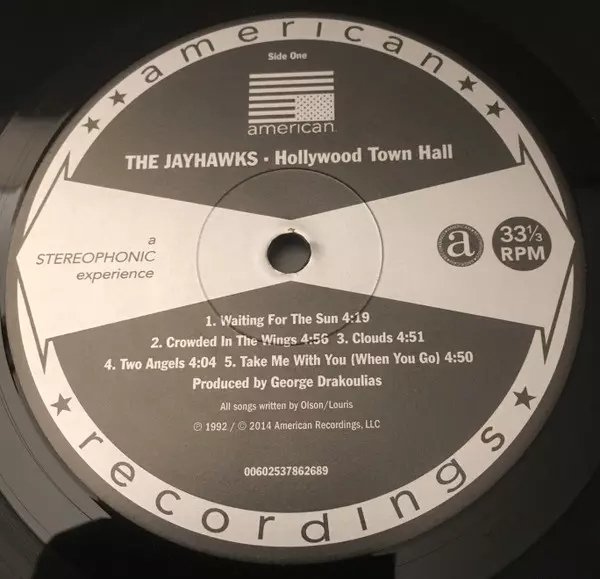 american
Side One
american
THE JAYHAWKS • Hollywood Town Hall
a
STEREOPHONIC
experience
a
33⅓
RPM
1. Waiting For The Sun 4:19
2. Crowded In The Wings 4:56 3. Clouds 4:51
4. Two Angels 4:04 5. Take Me With You (When You Go) 4:50
Produced by George Drakoulias
All songs written by Olson/Louris
℗ 1992 / © 2014 American Recordings, LLC
00602537862689
recordings